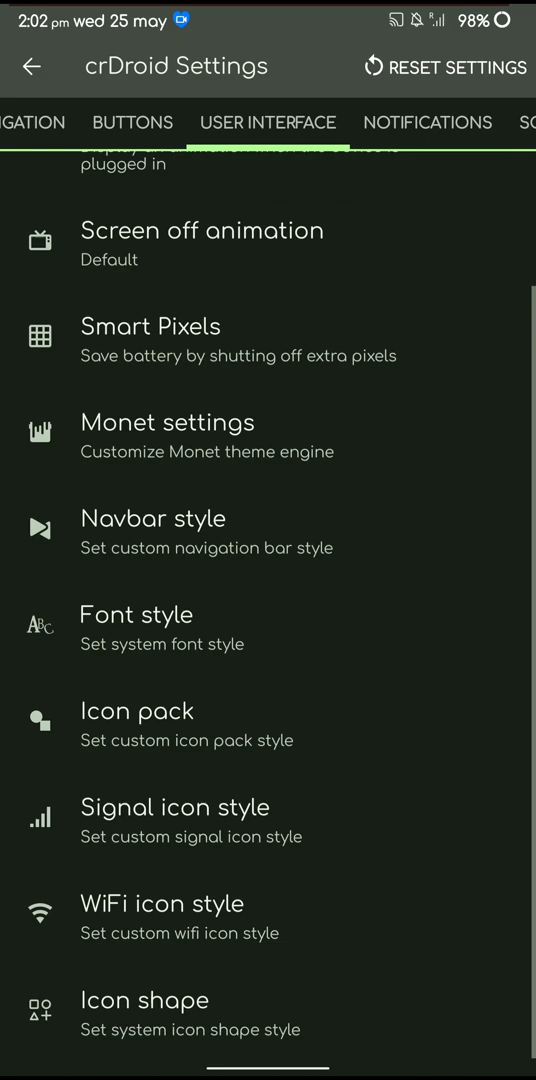 2:02 pm wed 25 may
R
98%
crDroid Settings
RESET SETTINGS
IGATION BUTTONS USER INTERFACE NOTIFICATIONS SC
plugged in
Screen off animation
Default
Smart Pixels
Save battery by shutting off extra pixels
Monet settings
Customize Monet theme engine
Navbar style
Set custom navigation bar style
ABC
Font style
Set system font style
Icon pack
Set custom icon pack style
Signal icon style
Set custom signal icon style
WiFi icon style
Set custom wifi icon style
Icon shape
Set system icon shape style